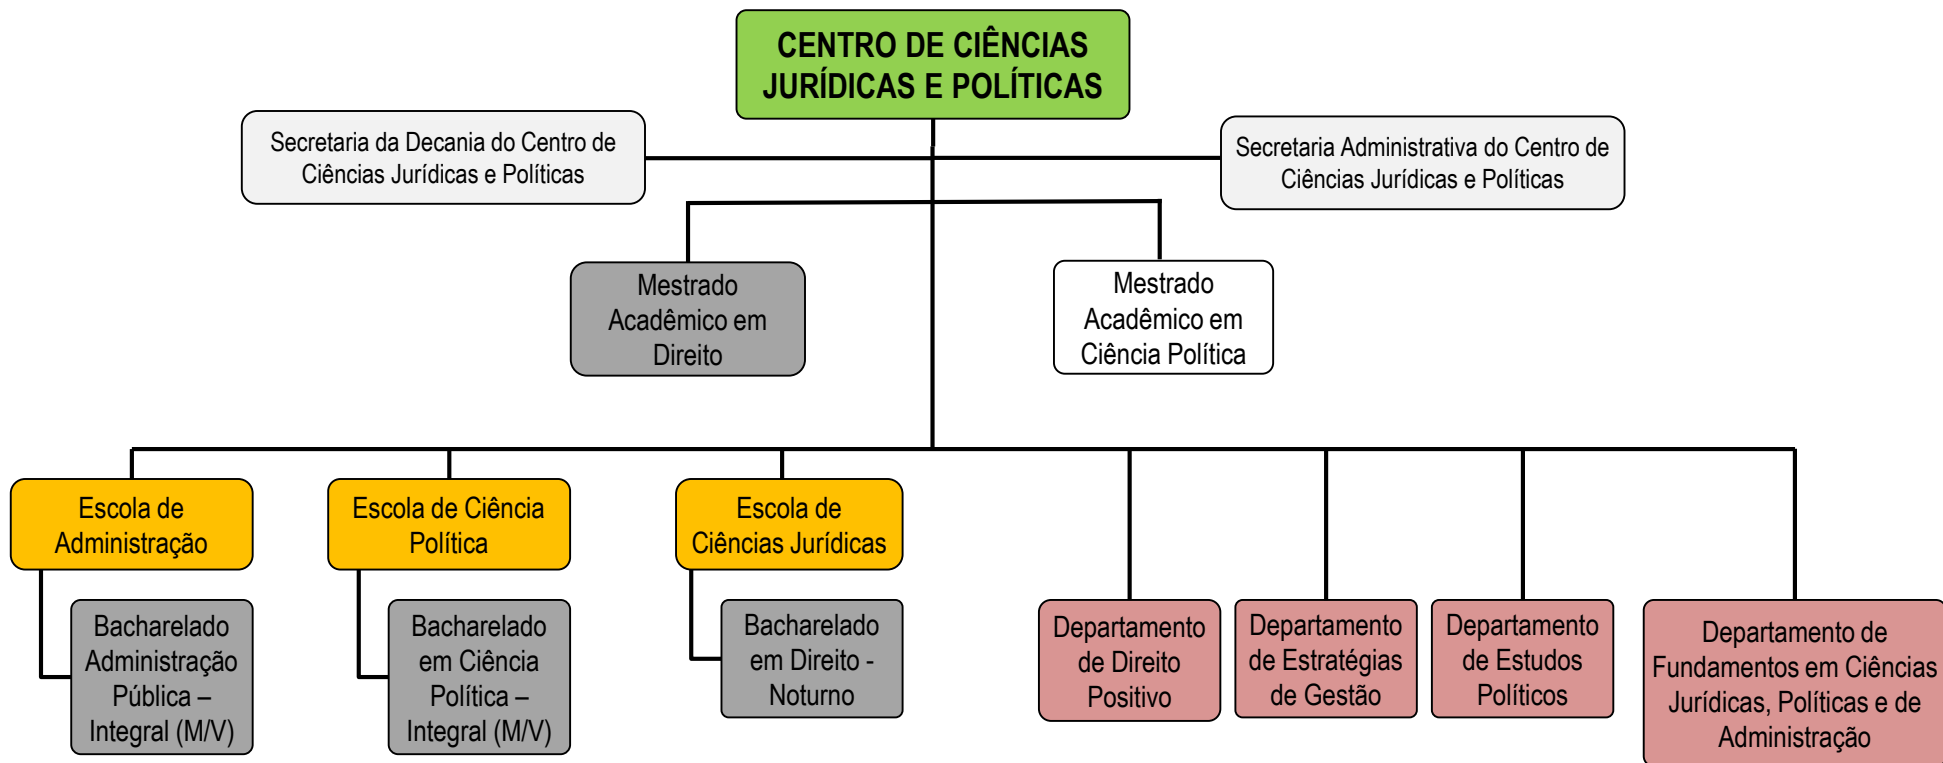 CENTRO DE CIÊNCIAS
JURÍDICAS E POLÍTICAS
Secretaria da Decania do Centro de
Ciências Jurídicas e Políticas
Secretaria Administrativa do Centro de
Ciências Jurídicas e Políticas
Mestrado
Acadêmico em
Direito
Mestrado
Acadêmico em
Ciência Política
Escola de
Administração
Escola de Ciência
Política
Escola de
Ciências Jurídicas
Bacharelado
Administração
Pública –
Integral (M/V)
Bacharelado
em Ciência
Política –
Integral (M/V)
Bacharelado
em Direito -
Noturno
Departamento
de Direito
Positivo
Departamento
de Estratégias
de Gestão
Departamento
de Estudos
Políticos
Departamento de
Fundamentos em Ciências
Jurídicas, Políticas e de
Administração